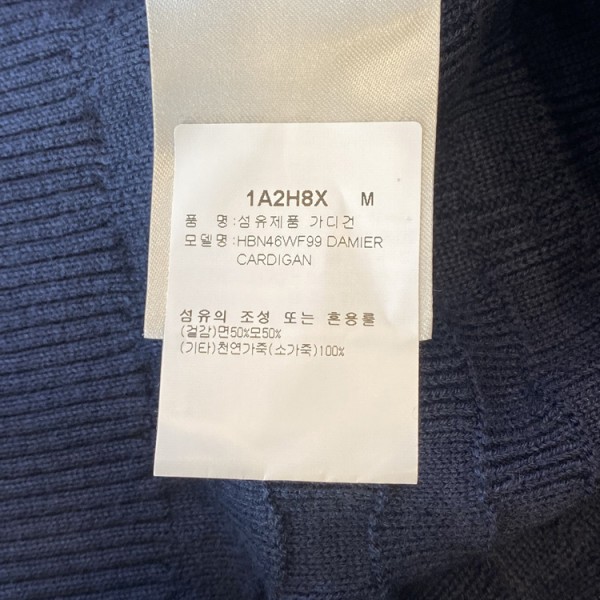 1A2H8X M
품 명:섬유제품 가디건
모델명:HBN46WF99 DAMIER
CARDIGAN
섬유의 조성 또는 혼용률
(겉감)면50%모50%
(기타)천연가죽(소가죽)100%